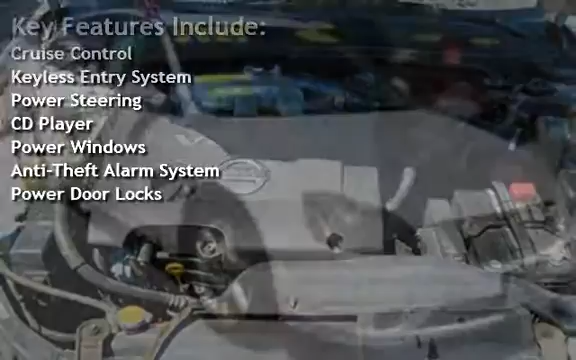 Key Features Include:
Cruise Control
Keyless Entry System
Power Steering
CD Player
Power Windows
Anti-Theft Alarm System
Power Door Locks